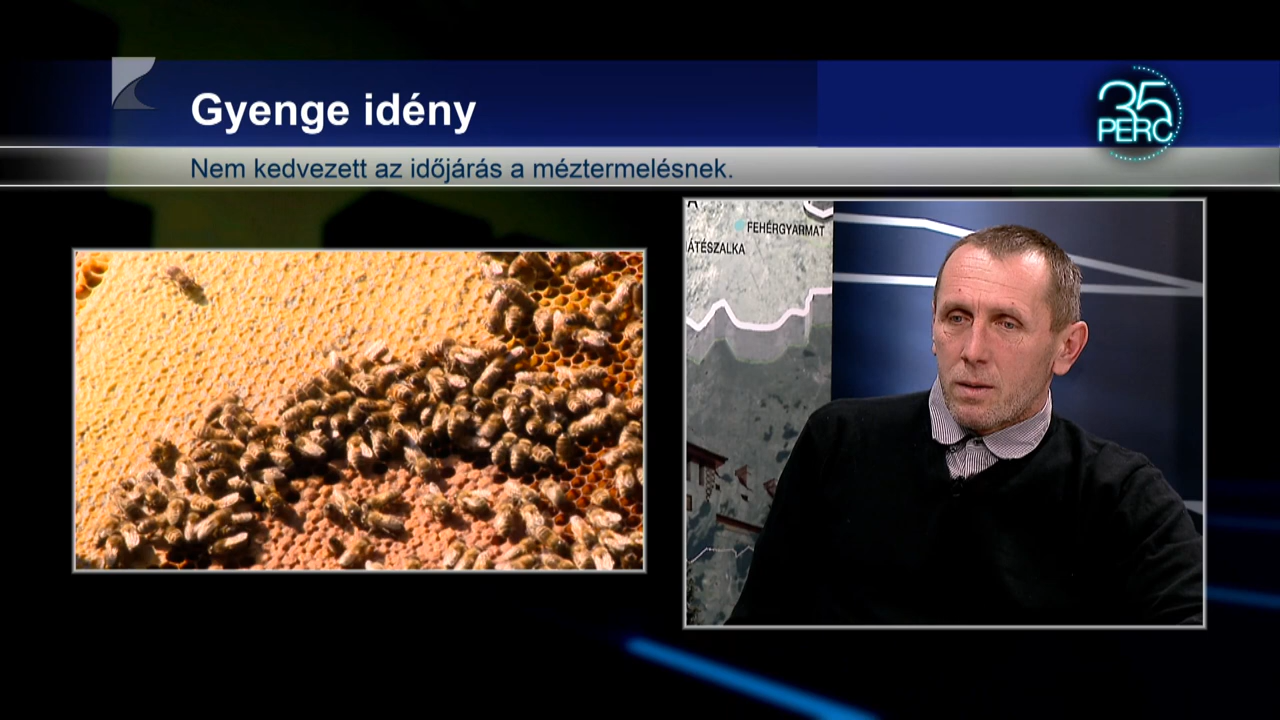 Gyenge idény
35
PERC
Nem kedvezett az időjárás a méztermelésnek.
A
FEHÉRGYARMAT
ÁTÉSZALKA